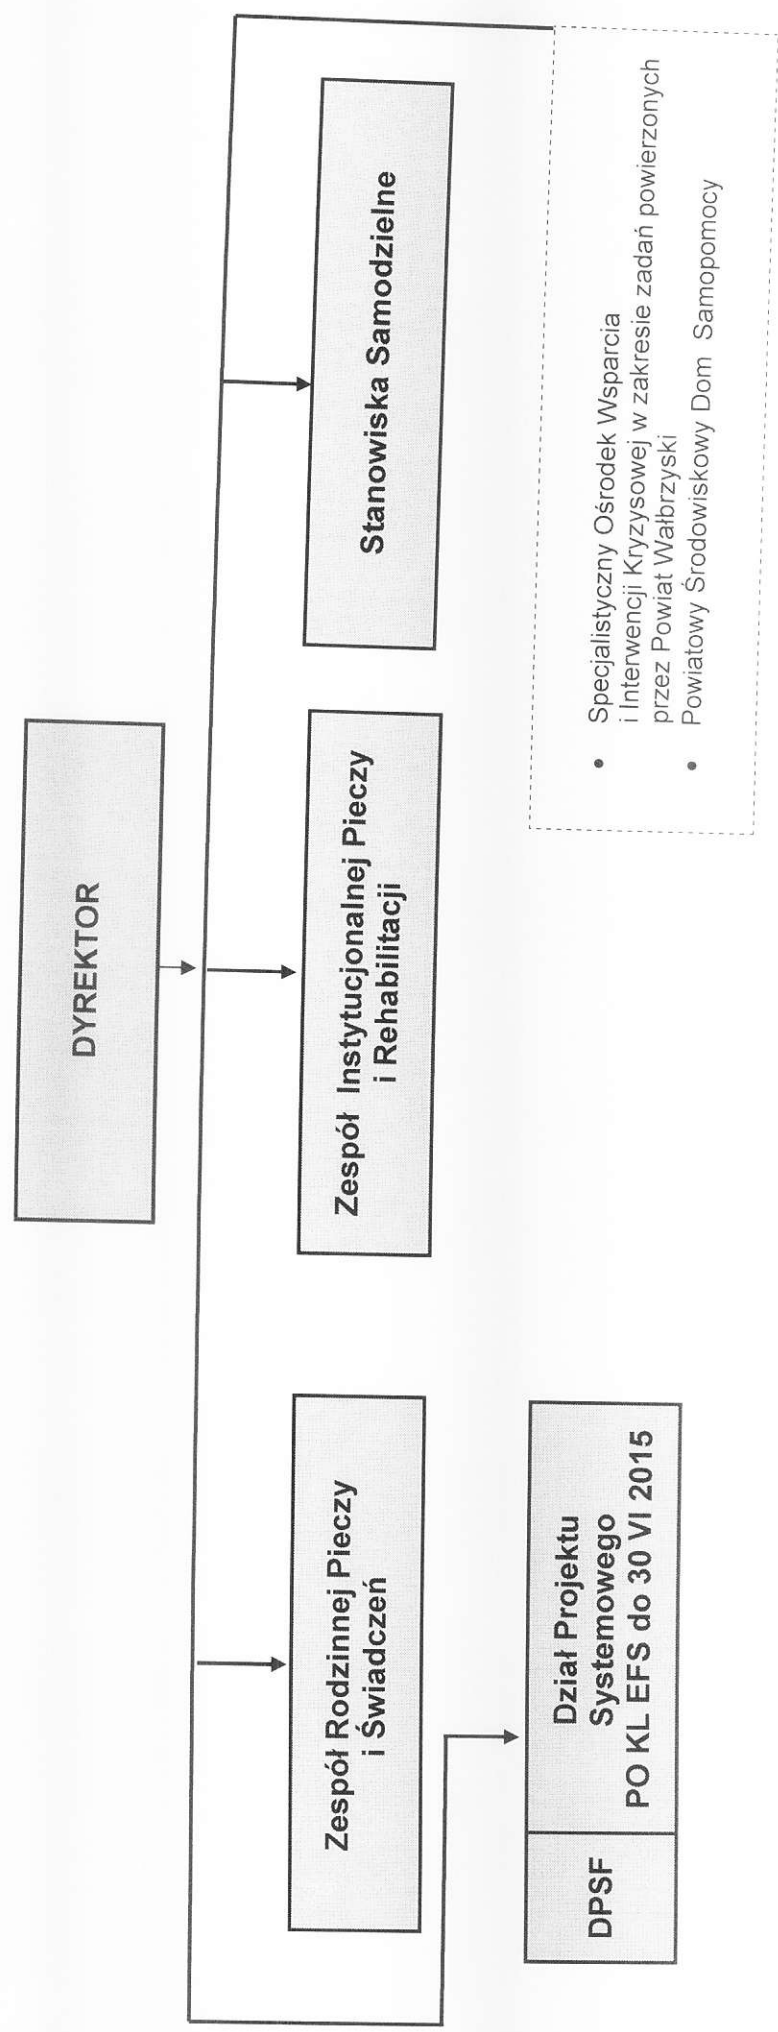 DYREKTOR
Zespół Rodzinnej Pieczy
i Świadczeń
Zespół Instytucjonalnej Pieczy
i Rehabilitacji
Stanowiska Samodzielne
DPSF
Dział Projektu
Systemowego
PO KL EFS do 30 VI 2015
• Specjalistyczny Ośrodek Wsparcia
i Interwencji Kryzysowej w zakresie zadań powierzonych
przez Powiat Wałbrzyski
• Powiatowy Środowiskowy Dom Samopomocy